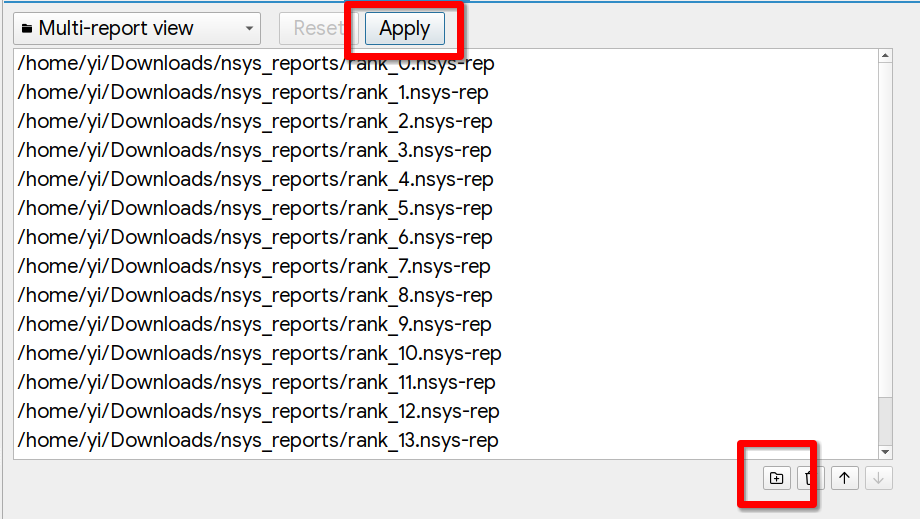 Multi-report view Reset Apply
/home/yi/Downloads/nsys_reports/rank_0.nsys-rep
/home/yi/Downloads/nsys_reports/rank_1.nsys-rep
/home/yi/Downloads/nsys_reports/rank_2.nsys-rep
/home/yi/Downloads/nsys_reports/rank_3.nsys-rep
/home/yi/Downloads/nsys_reports/rank_4.nsys-rep
/home/yi/Downloads/nsys_reports/rank_5.nsys-rep
/home/yi/Downloads/nsys_reports/rank_6.nsys-rep
/home/yi/Downloads/nsys_reports/rank_7.nsys-rep
/home/yi/Downloads/nsys_reports/rank_8.nsys-rep
/home/yi/Downloads/nsys_reports/rank_9.nsys-rep
/home/yi/Downloads/nsys_reports/rank_10.nsys-rep
/home/yi/Downloads/nsys_reports/rank_11.nsys-rep
/home/yi/Downloads/nsys_reports/rank_12.nsys-rep
/home/yi/Downloads/nsys_reports/rank_13.nsys-rep